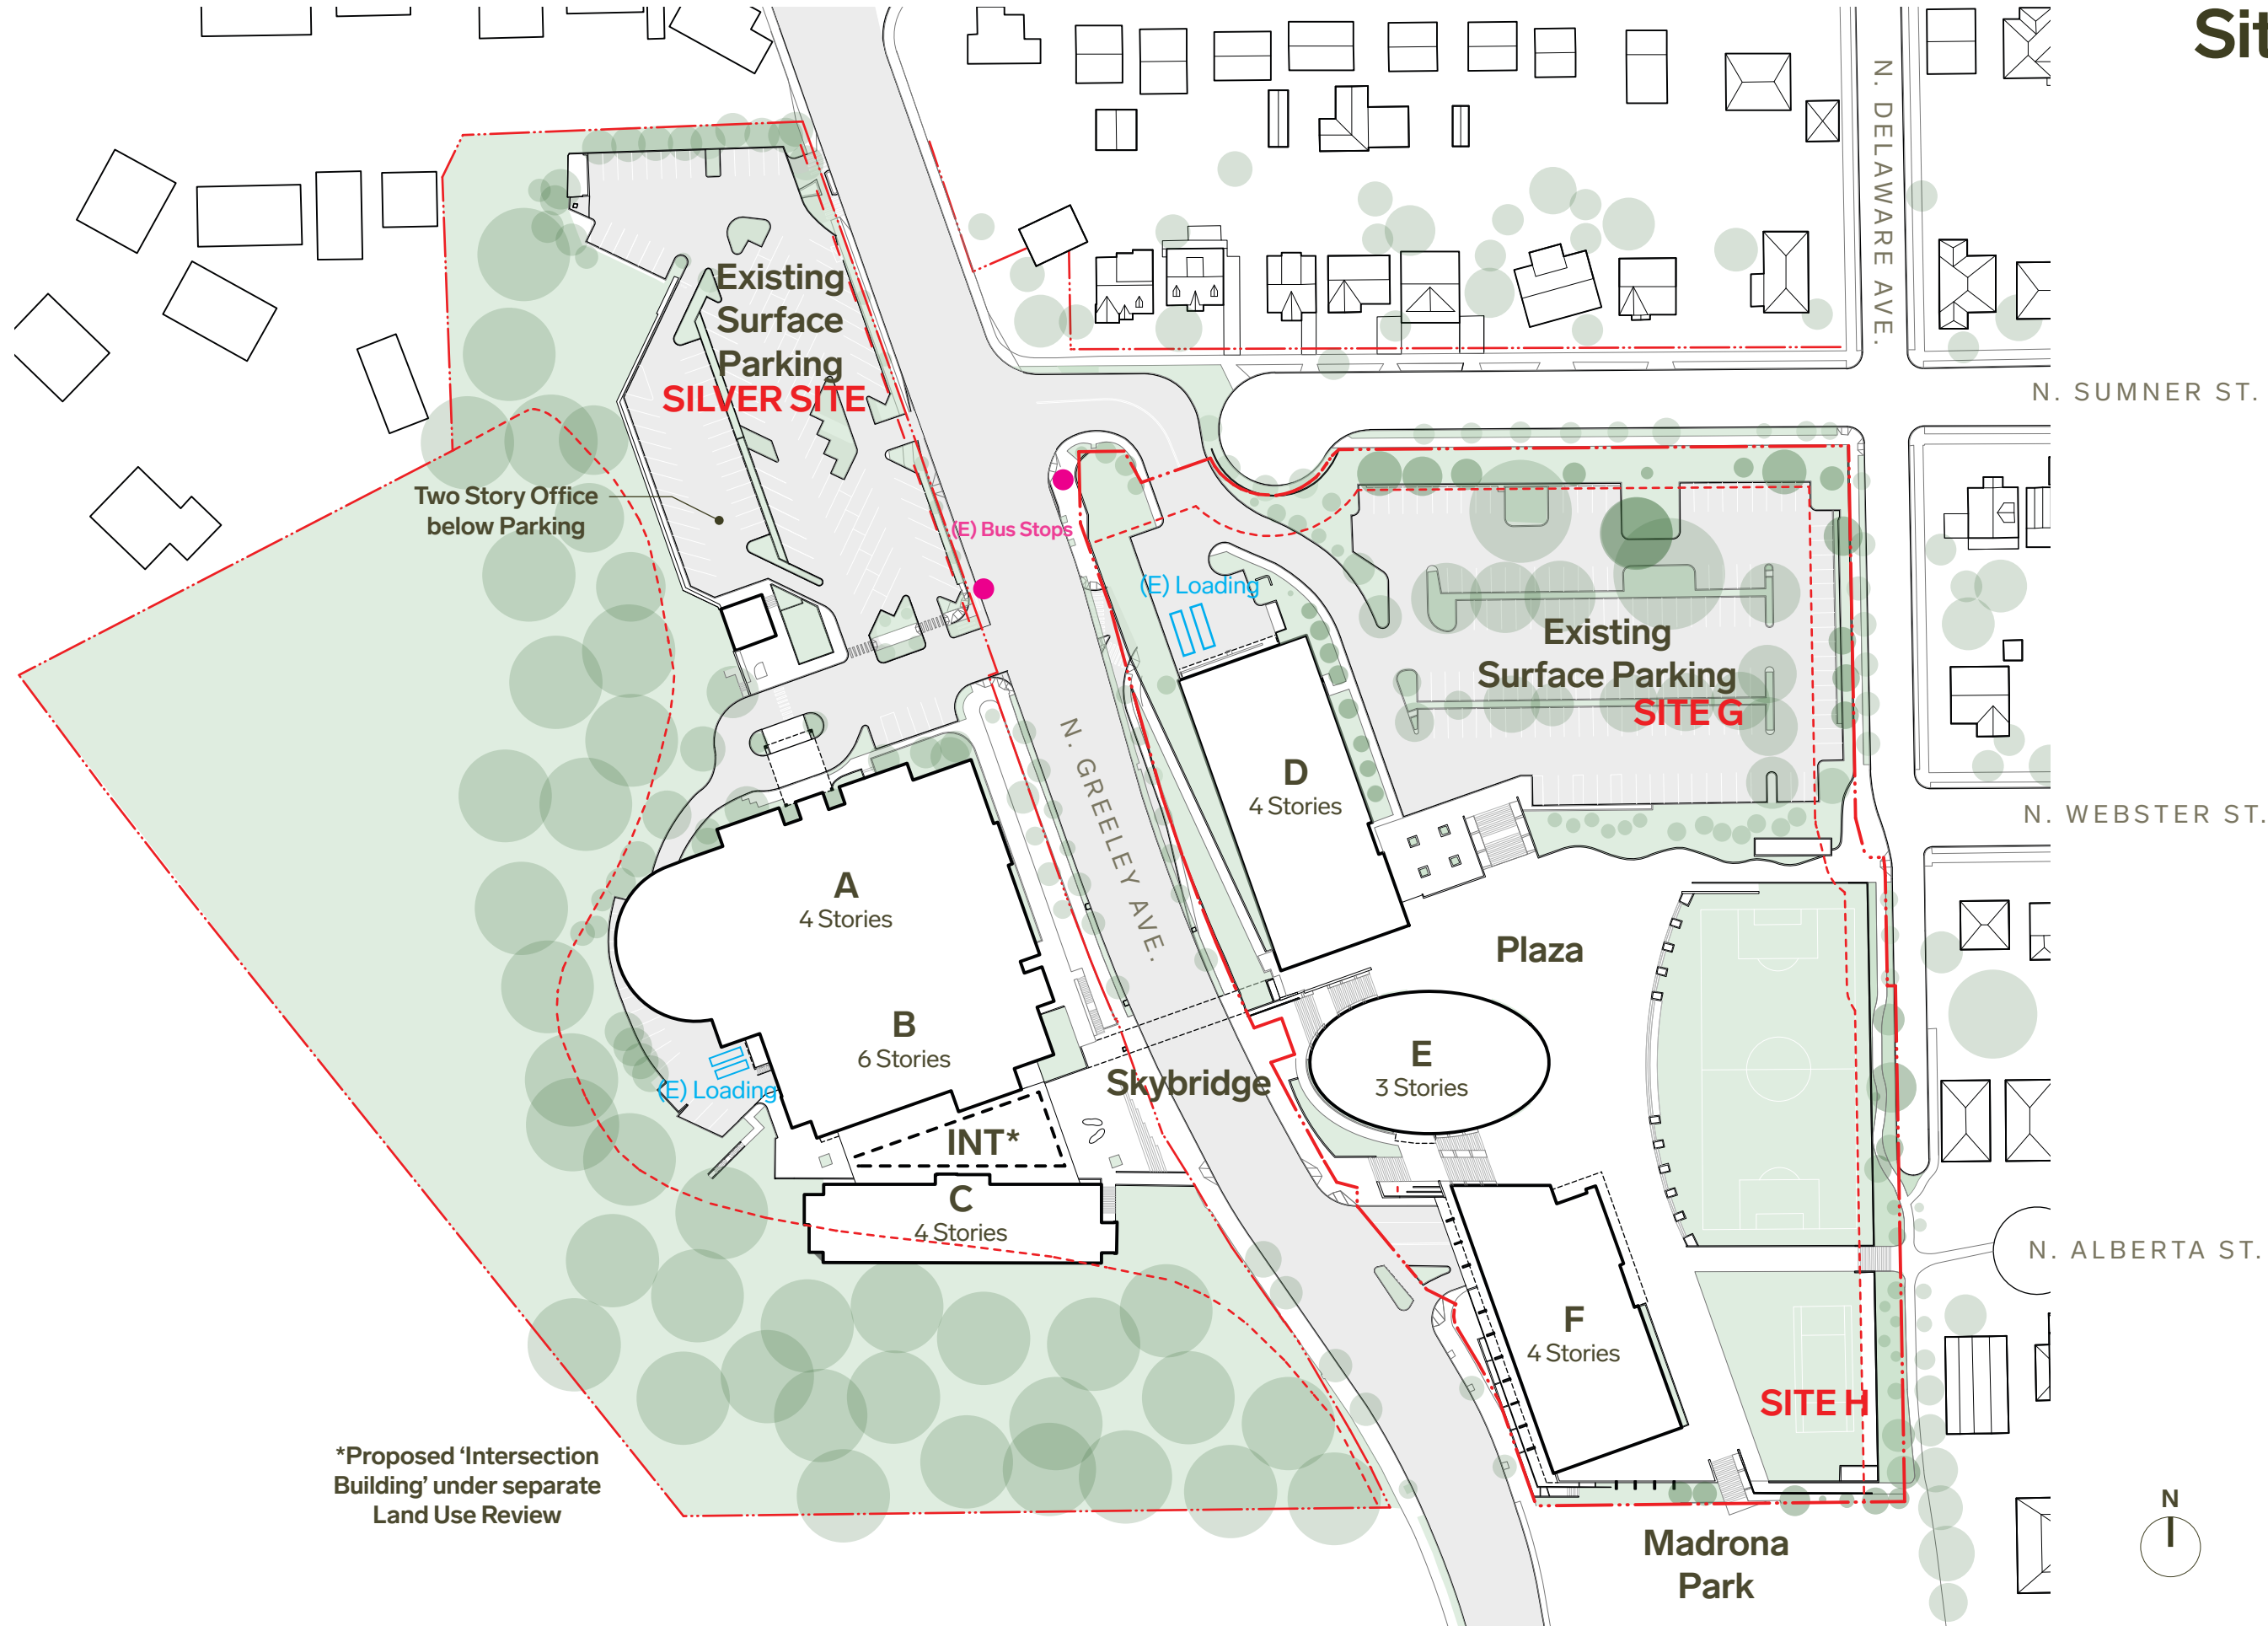 Sit
N. DELAWARE AVE.
N. SUMNER ST.
Existing
Surface
Parking
SILVER SITE
Two Story Office
below Parking
(E) Bus Stops
(E) Loading
Existing
Surface Parking
SITE G
N. GREELEY AVE.
D
4 Stories
N. WEBSTER ST.
A
4 Stories
Plaza
B
6 Stories
E
3 Stories
Skybridge
(E) Loading
INT*
C
4 Stories
N. ALBERTA ST.
F
4 Stories
SITE H
*Proposed ‘Intersection
Building’ under separate
Land Use Review
Madrona
Park
N